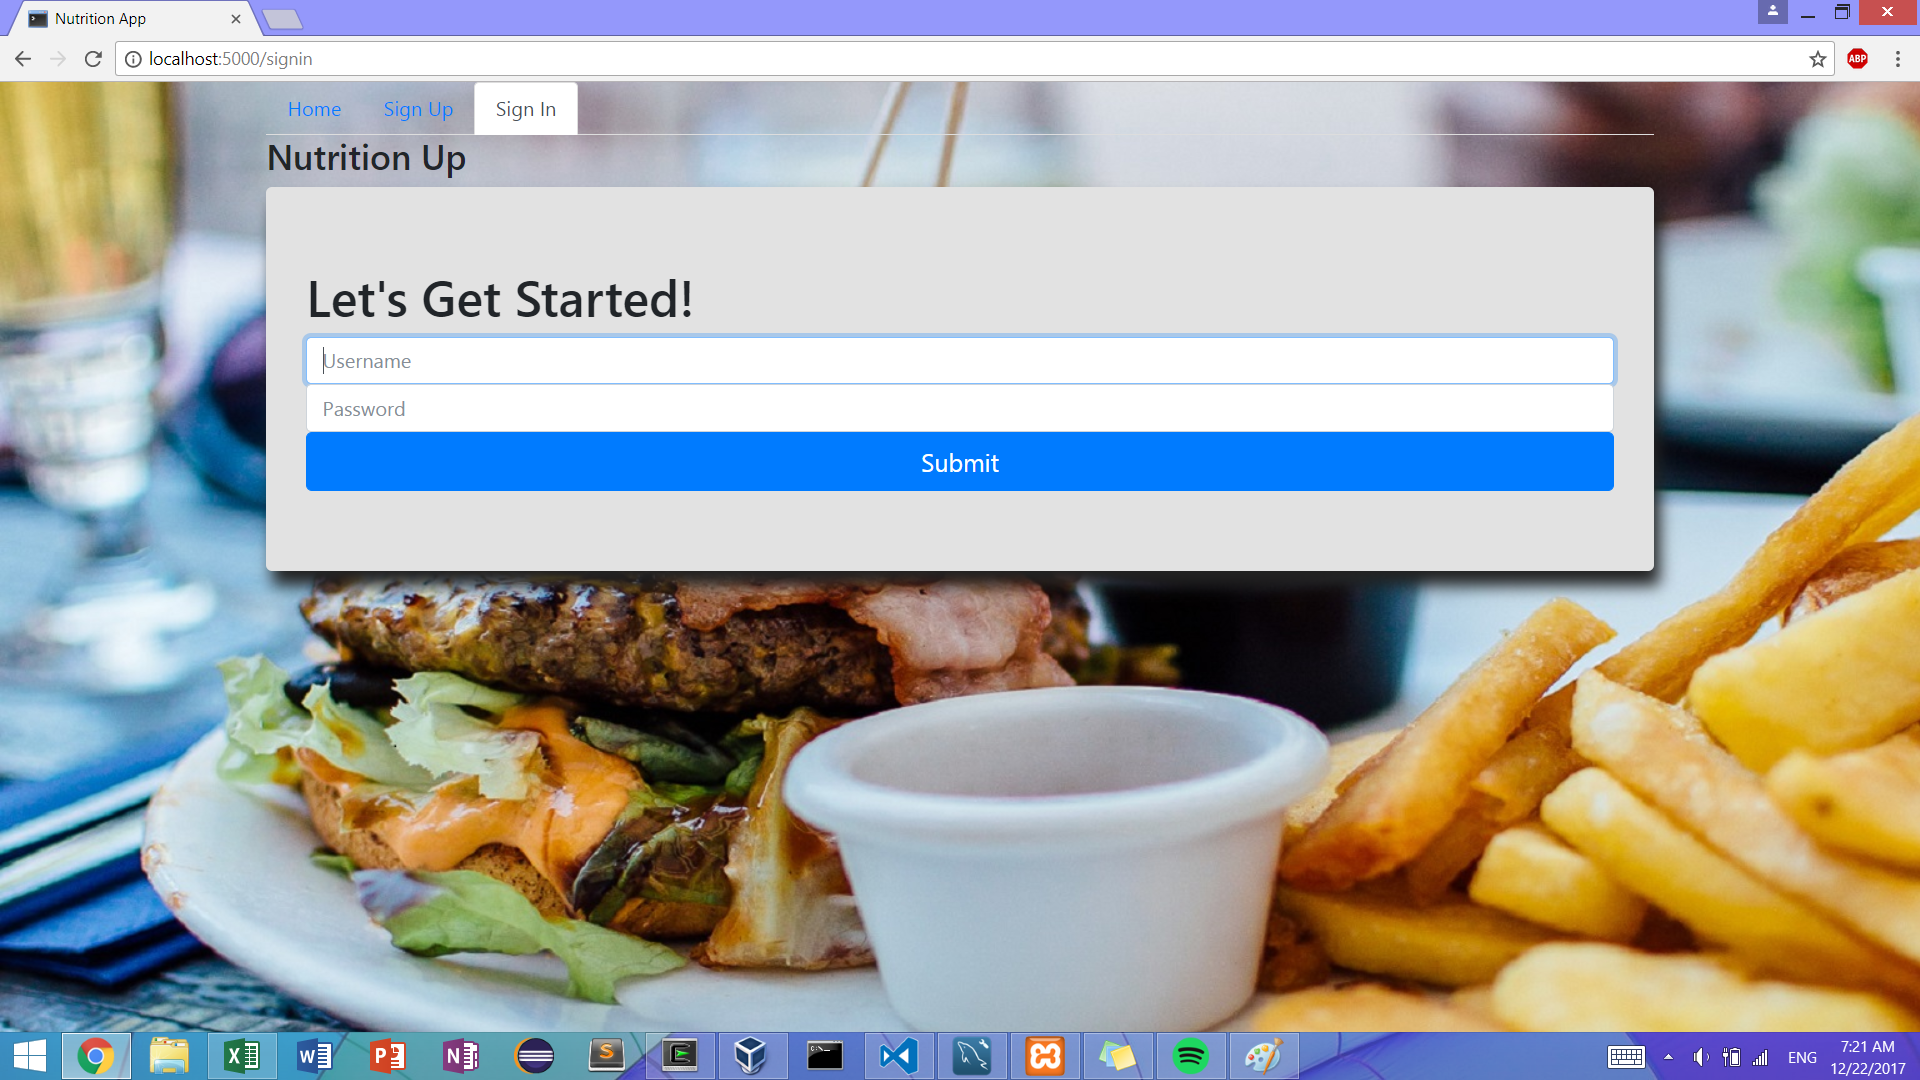 Nutrition App
localhost:5000/signin
ABP
Home
Sign Up
Sign In
Nutrition Up
Let's Get Started!
Username
Password
Submit
ENG
7:21 AM
12/22/2017